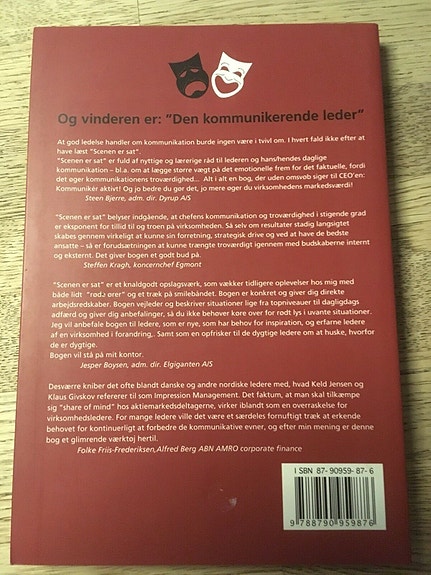 Og vinderen er: "Den kommunikerende leder"
At god ledelse handler om kommunikation burde ingen være i tvivl om. I hvert fald ikke efter at
have læst "Scenen er sat".
"Scenen er sat" er fuld af nyttige og lærerige råd til lederen og hans/hendes daglige
kommunikation – bl.a. om at lægge større vægt på det emotionelle frem for det faktuelle, fordi
det øger kommunikationens troværdighed... Alt i alt en bog, der uden omsvøb siger til CEO'en:
Kommunikér aktivt! Og jo bedre du gør det, jo mere øger du virksomhedens markedsværdi!
Steen Bjerre, adm. dir. Dyrup A/S
"Scenen er sat" belyser indgående, at chefens kommunikation og troværdighed i stigende grad
er eksponent for tillid til og troen på virksomheden. Så selv om resultater stadig langsigtet
skabes gennem virkeligt at kunne sin forretning, strategisk drive og ved at have de bedste
ansatte – så er forudsætningen at kunne trænge troværdigt igennem med budskaberne internt
og eksternt. Det giver bogen et godt bud på.
Steffen Kragh, koncernchef Egmont
"Scenen er sat" er et knaldgodt opslagsværk, som vækker tidligere oplevelser hos mig med
både lidt "røde ører" og et træk på smilebåndet. Bogen er konkret og giver dig direkte
arbejdsredskaber. Bogen vejleder og beskriver situationer lige fra topniveauer til dagligdags
adfærd og giver dig anbefalinger, så du ikke behøver køre over for rødt lys i uvante situationer.
Jeg vil anbefale bogen til ledere, som er nye, som har behov for inspiration, og erfarne ledere
af en virksomhed i forandring,. Samt som en opfrisker til de dygtige ledere om at huske, hvorfor
de er dygtige.
Bogen vil stå på mit kontor.
Jesper Boysen, adm. dir. Elgiganten A/S
Desværre kniber det ofte blandt danske og andre nordiske ledere med, hvad Keld Jensen og
Klaus Givskov refererer til som Impression Management. Det faktum, at man skal tilkæmpe
sig "share of mind" hos aktiemarkedsdeltagerne, virker iblandt som en overraskelse for
virksomhedsledere. For mange ledere ville det være et særdeles fornuftigt træk at erkende
behovet for kontinuerligt at forbedre de kommunikative evner, og efter min mening er denne
bog et glimrende værktøj hertil.
Folke Friis-Frederiksen, Alfred Berg ABN AMRO corporate finance
ISBN 87-90959-87-6
9 788790 959876